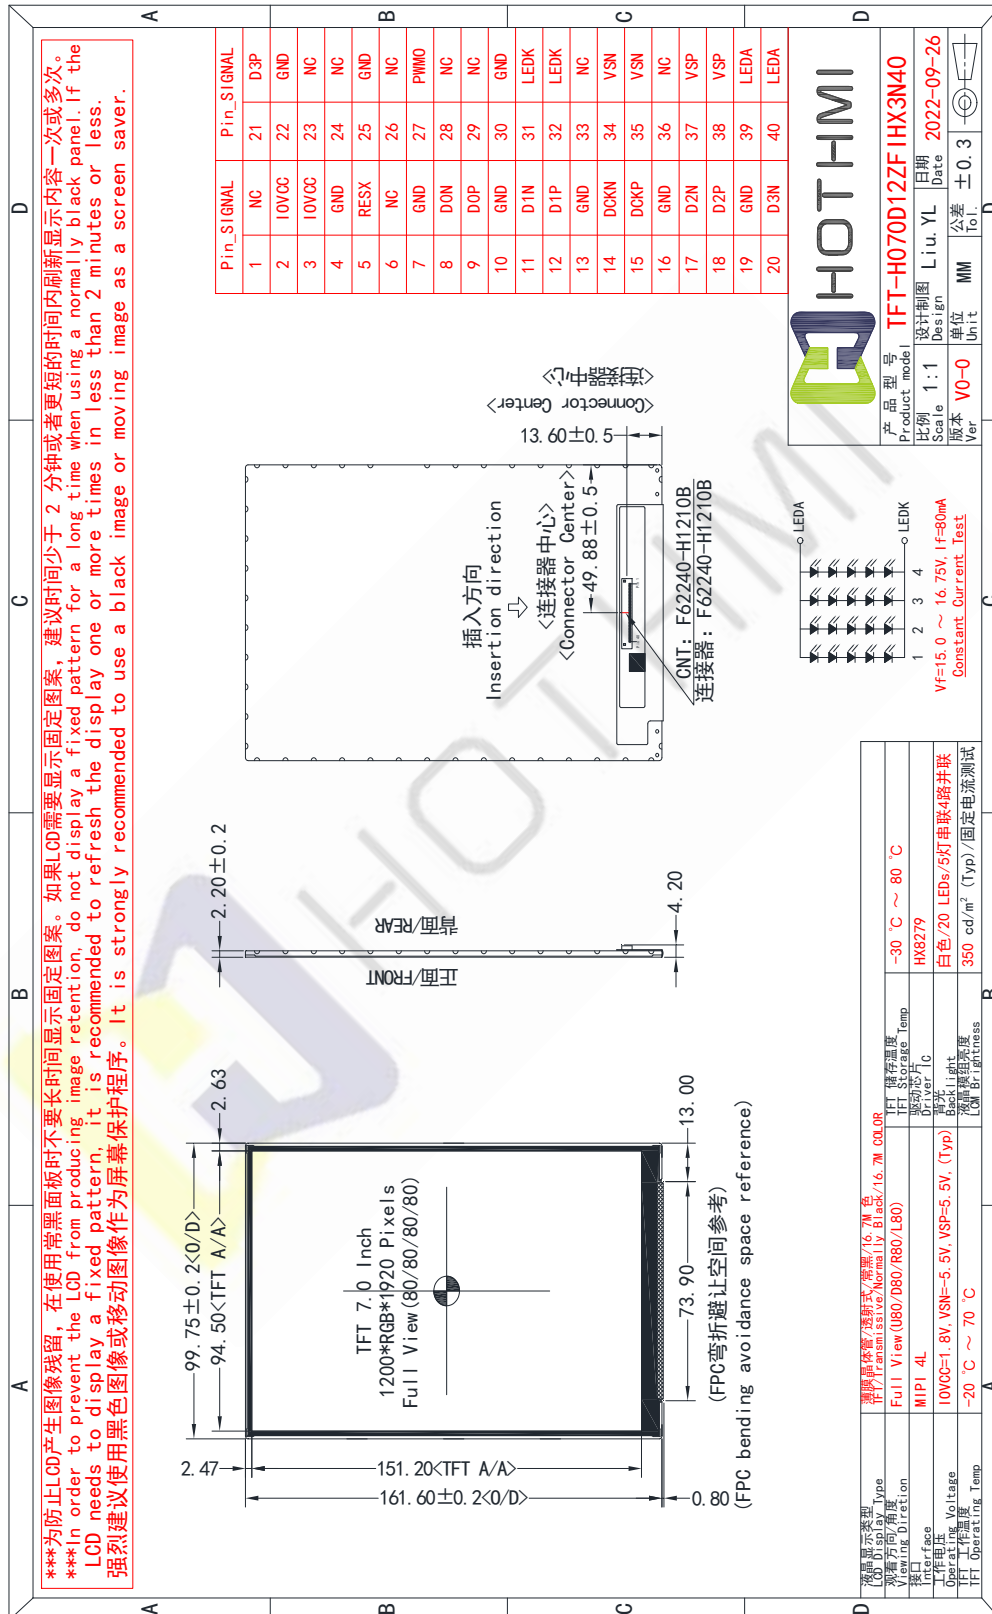 ***为防止LCD产生图像残留, 在使用常黑面板时不要长时间显示固定图案。如果LCD需要显示固定图案, 建议时间少于 2 分钟或者更短的时间内刷新显示内容一次或多次。
***In order to prevent the LCD from producing image retention, do not display a fixed pattern for a long time when using a normally black panel. If the
LCD needs to display a fixed pattern, it is recommended to refresh the display one or more times in less than 2 minutes or less.
强烈建议使用黑色图像或移动图像作为屏幕保护程序。It is strongly recommended to use a black image or moving image as a screen saver.
A
B
C
D
A
B
C
D
A
B
C
D
A
B
C
D
99.75±0.2<O/D>
94.50<TFT A/A>
2.63
2.47
151.20<TFT A/A>
161.60±0.2<O/D>
0.80
TFT 7.0 Inch
1200*RGB*1920 Pixels
Full View(80/80/80/80)
73.90
13.00
(FPC弯折避让空间参考)
(FPC bending avoidance space reference)
2.20±0.2
正面/FRONT
背面/REAR
4.20
插入方向
Insertion direction
<连接器中心>
<Connector Center>
49.88±0.5
13.60±0.5
<Connector Center>
<连接器中心>
CNT: F62240-H1210B
连接器: F62240-H1210B
Pin_SIGNAL Pin_SIGNAL
1 NC 21 D3P
2 IOVCC 22 GND
3 IOVCC 23 NC
4 GND 24 NC
5 RESX 25 GND
6 NC 26 NC
7 GND 27 PWMO
8 D0N 28 NC
9 D0P 29 NC
10 GND 30 GND
11 D1N 31 LEDK
12 D1P 32 LEDK
13 GND 33 NC
14 DCKN 34 VSN
15 DCKP 35 VSN
16 GND 36 NC
17 D2N 37 VSP
18 D2P 38 VSP
19 GND 39 LEDA
20 D3N 40 LEDA
LEDA
LEDK
1 2 3 4
Vf=15.0 ~ 16.75V, If=80mA
Constant Current Test
液晶显示类型
LCD Display Type
薄膜晶体管/透射式/常黑/16.7M 色
TFT/Transmissive/Normally Black/16.7M COLOR
观看方向/角度
Viewing Diretion
Full View(U80/D80/R80/L80)
接口
Interface
MIPI 4L
工作电压
Operating Voltage
IOVCC=1.8V, VSN=-5.5V, VSP=5.5V, (Typ)
TFT 工作温度
TFT Operating Temp
-20 ℃ ~ 70 ℃
TFT 储存温度
TFT Storage Temp
-30 ℃ ~ 80 ℃
驱动芯片
Driver IC
HX8279
背光
Backlight
白色/20 LEDs/5灯串联4路并联
液晶模组亮度
LCM Brightness
350 cd/m² (Typ)/固定电流测试
HOTHMI
产 品 型 号
Product model
TFT-H070D12ZFIHX3N40
比例
Scale
1:1
设计制图
Design
Liu. YL
日期
Date
2022-09-26
版本
Ver
V0-0
单位
Unit
MM
公差
Tol.
±0.3
HOTHMI